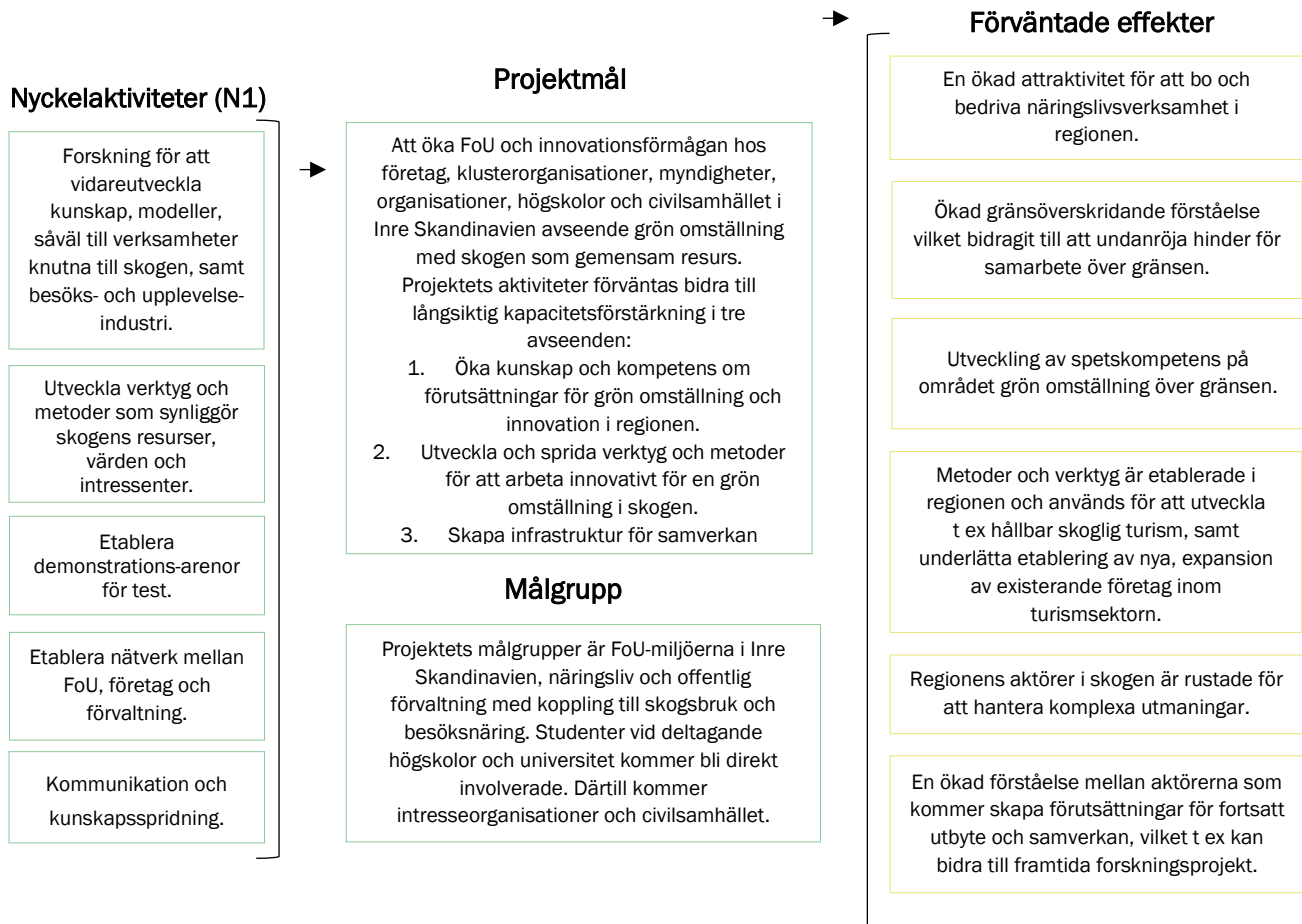 Nyckelaktiviteter (N1)
Forskning för att
vidareutveckla
kunskap, modeller,
såväl till verksamheter
knutna till skogen, samt
besöks- och upplevelse-
industri.
Utveckla verktyg och
metoder som synliggör
skogens resurser,
värden och
intressenter.
Etablera
demonstrations-arenor
för test.
Etablera nätverk mellan
FoU, företag och
förvaltning.
Kommunikation och
kunskapsspridning.
Projektmål
Att öka FoU och innovationsförmågan hos
företag, klusterorganisationer, myndigheter,
organisationer, högskolor och civilsamhället i
Inre Skandinavien avseende grön omställning
med skogen som gemensam resurs.
Projektets aktiviteter förväntas bidra till
långsiktig kapacitetsförstärkning i tre
avseenden:
1. Öka kunskap och kompetens om
förutsättningar för grön omställning och
innovation i regionen.
2. Utveckla och sprida verktyg och metoder
för att arbeta innovativt för en grön
omställning i skogen.
3. Skapa infrastruktur för samverkan
Målgrupp
Projektets målgrupper är FoU-miljöerna i Inre
Skandinavien, näringsliv och offentlig
förvaltning med koppling till skogsbruk och
besöksnäring. Studenter vid deltagande
högskolor och universitet kommer bli direkt
involverade. Därtill kommer
intresseorganisationer och civilsamhället.
Förväntade effekter
En ökad attraktivitet för att bo och
bedriva näringslivsverksamhet i
regionen.
Ökad gränsöverskridande förståelse
vilket bidragit till att undanröja hinder för
samarbete över gränsen.
Utveckling av spetskompetens på
området grön omställning över gränsen.
Metoder och verktyg är etablerade i
regionen och används för att utveckla
t ex hållbar skoglig turism, samt
underlätta etablering av nya, expansion
av existerande företag inom
turismsektorn.
Regionens aktörer i skogen är rustade för
att hantera komplexa utmaningar.
En ökad förståelse mellan aktörerna som
kommer skapa förutsättningar för fortsatt
utbyte och samverkan, vilket t ex kan
bidra till framtida forskningsprojekt.